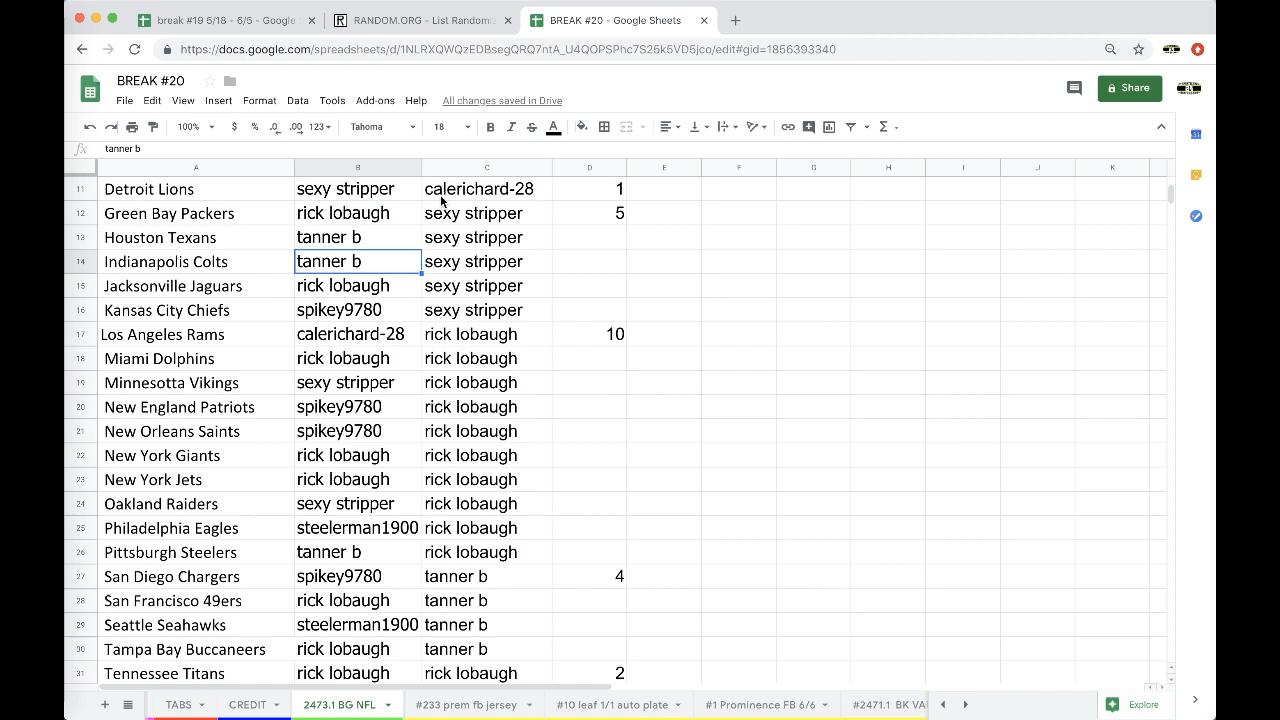 break #19 5/18 - 6/5 - Google
RANDOM.ORG - List Randomiz
BREAK #20 - Google Sheets
https://docs.google.com/spreadsheets/d/1NLRXQWQzEDBsegQRQ7ntA_U4QOPSPhc7S25k5VD5jco/edit#gid=1856393340
BREAK #20
File Edit View Insert Format Data Tools Add-ons Help All changes saved in Drive
Share
100% $ % .0 .00 123 Tahoma 18 B I S A
fx tanner b
A B C D E F G H I J K
11 Detroit Lions sexy stripper calerichard-28 1
12 Green Bay Packers rick lobaugh sexy stripper 5
13 Houston Texans tanner b sexy stripper
14 Indianapolis Colts tanner b sexy stripper
15 Jacksonville Jaguars rick lobaugh sexy stripper
16 Kansas City Chiefs spikey9780 sexy stripper
17 Los Angeles Rams calerichard-28 rick lobaugh 10
18 Miami Dolphins rick lobaugh rick lobaugh
19 Minnesotta Vikings sexy stripper rick lobaugh
20 New England Patriots spikey9780 rick lobaugh
21 New Orleans Saints spikey9780 rick lobaugh
22 New York Giants rick lobaugh rick lobaugh
23 New York Jets rick lobaugh rick lobaugh
24 Oakland Raiders sexy stripper rick lobaugh
25 Philadelphia Eagles steelerman1900 rick lobaugh
26 Pittsburgh Steelers tanner b rick lobaugh
27 San Diego Chargers spikey9780 tanner b 4
28 San Francisco 49ers rick lobaugh tanner b
29 Seattle Seahawks steelerman1900 tanner b
30 Tampa Bay Buccaneers rick lobaugh tanner b
31 Tennessee Titans rick lobaugh rick lobaugh 2
TABS CREDIT 2473.1 BG NFL #233 prem fb jersey #10 leaf 1/1 auto plate #1 Prominence FB 6/6 #2471.1 BK VA Explore